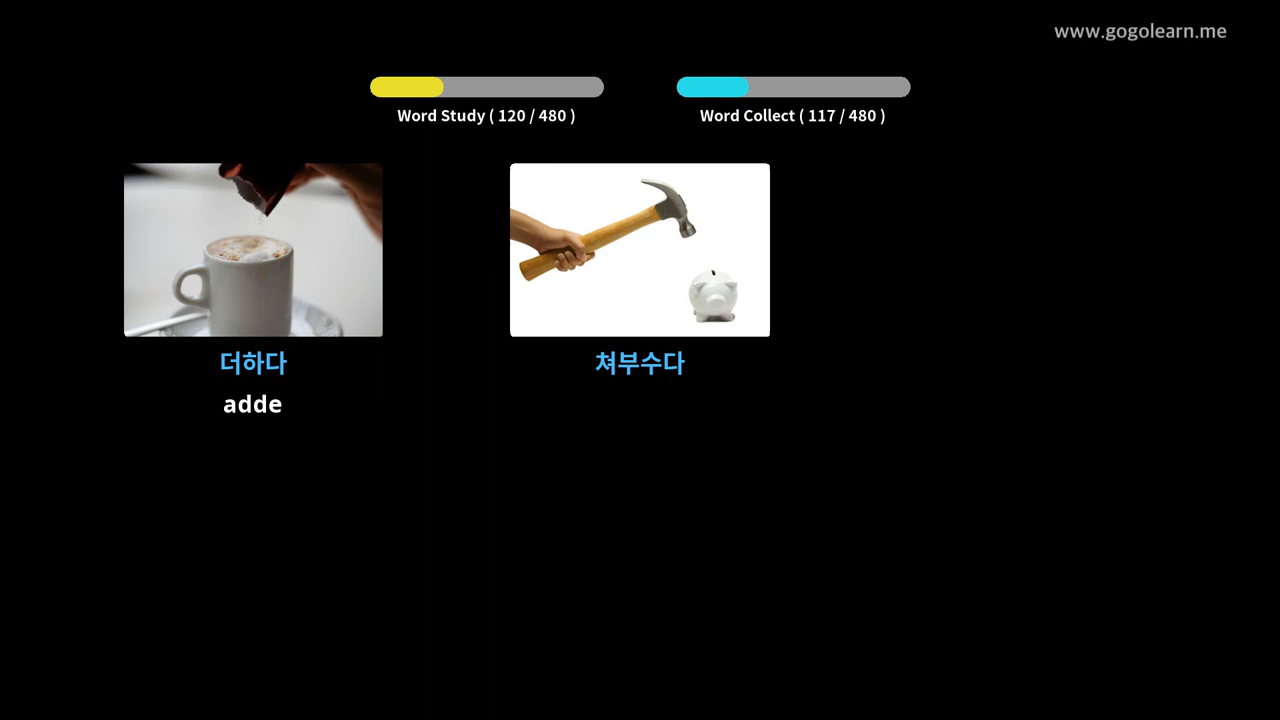 www.gogolearn.me
Word Study ( 120 / 480 )
Word Collect ( 117 / 480 )
더하다
쳐부수다
adde